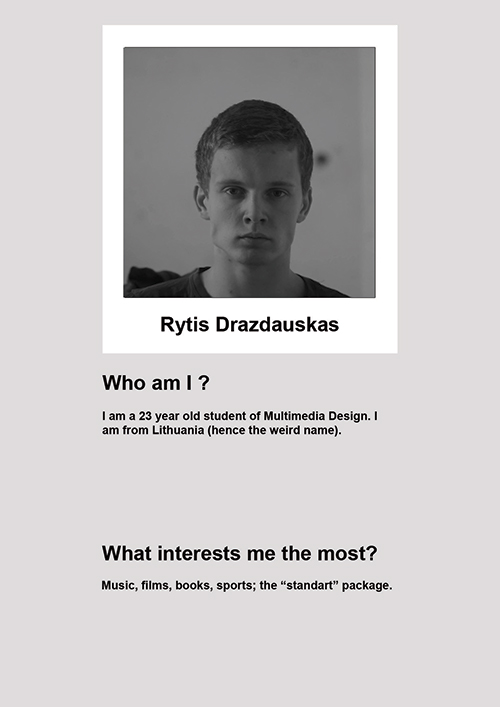 Rytis Drazdauskas
Who am I ?
I am a 23 year old student of Multimedia Design. I
am from Lithuania (hence the weird name).
What interests me the most?
Music, films, books, sports; the “standart” package.